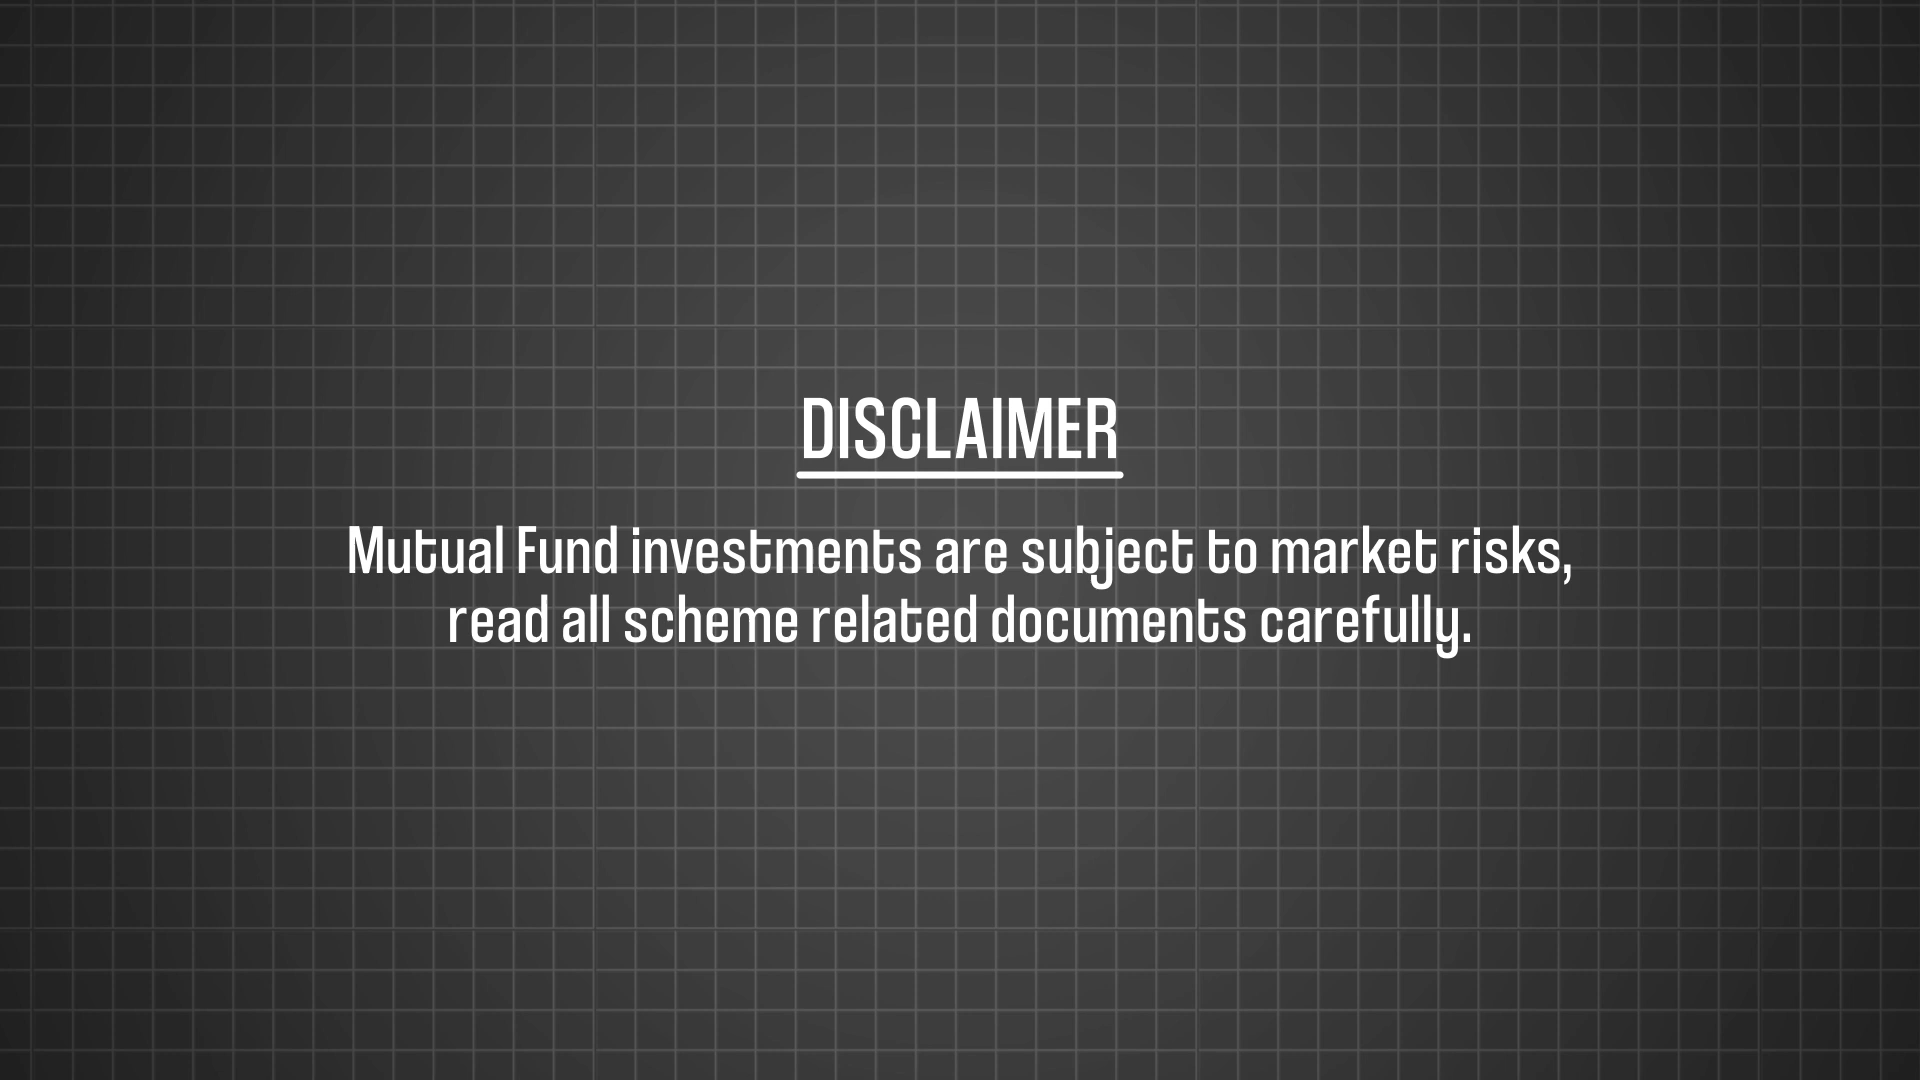 DISCLAIMER
Mutual Fund investments are subject to market risks,
read all scheme related documents carefully.